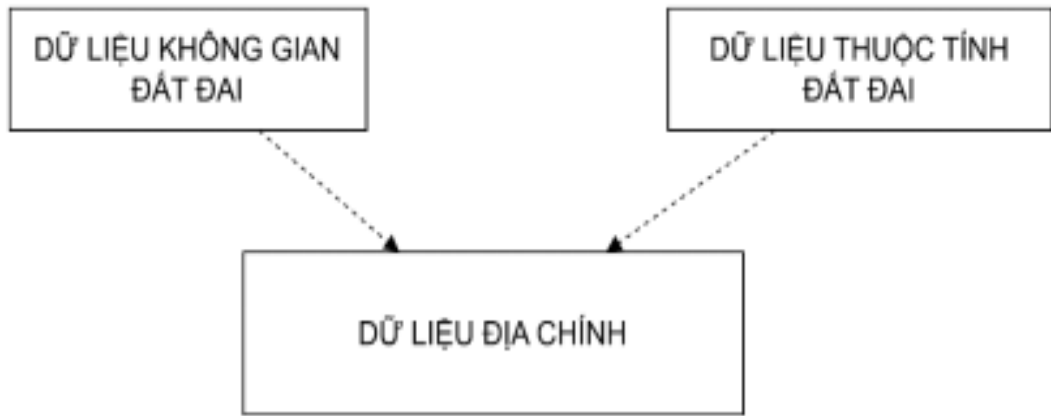 DỮ LIỆU KHÔNG GIAN
ĐẤT ĐAI
DỮ LIỆU THUỘC TÍNH
ĐẤT ĐAI
DỮ LIỆU ĐỊA CHÍNH